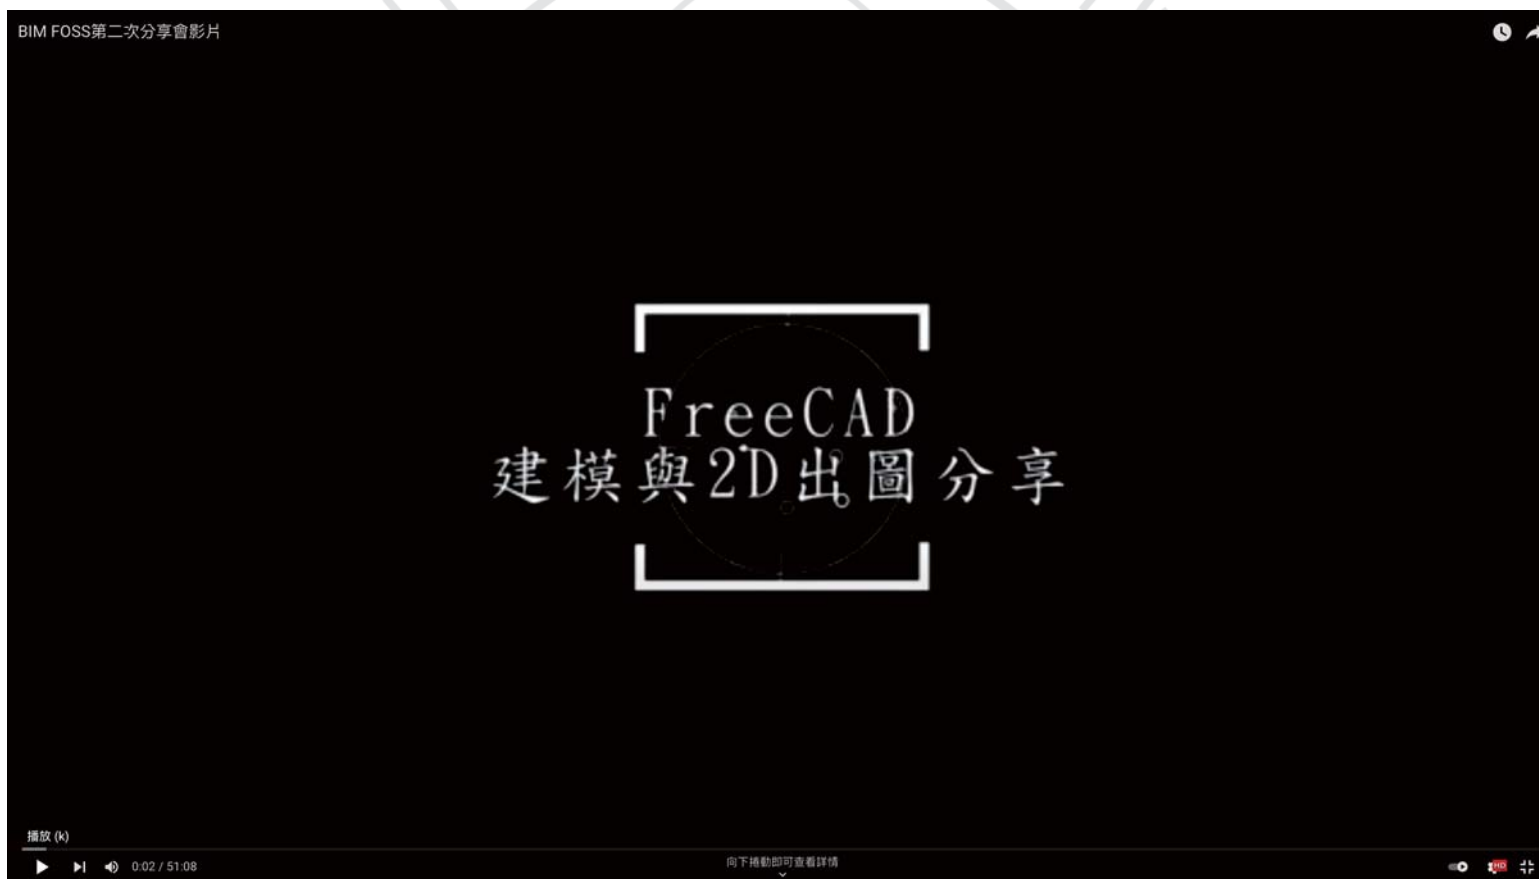 BIM FOSS第二次分享會影片
FreeCAD
建模與2D出圖分享
播放 (k)
0:02 / 51:08
向下捲動即可查看詳情
HD